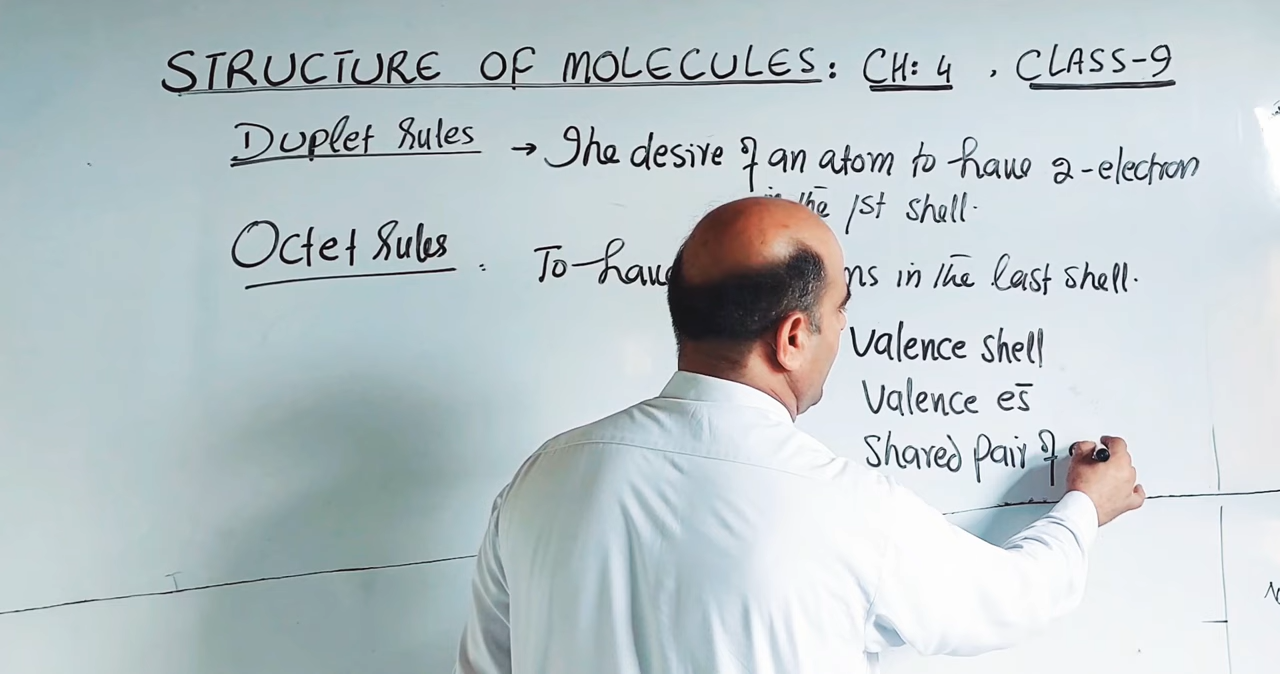 STRUCTURE OF MOLECULES: CH: 4 , CLASS-9
Duplet Rules → The desire of an atom to have 2-electron
in the 1st shell.
Octet Rules : To have ns in the last shell.
Valence shell
Valence es
Shared pair of